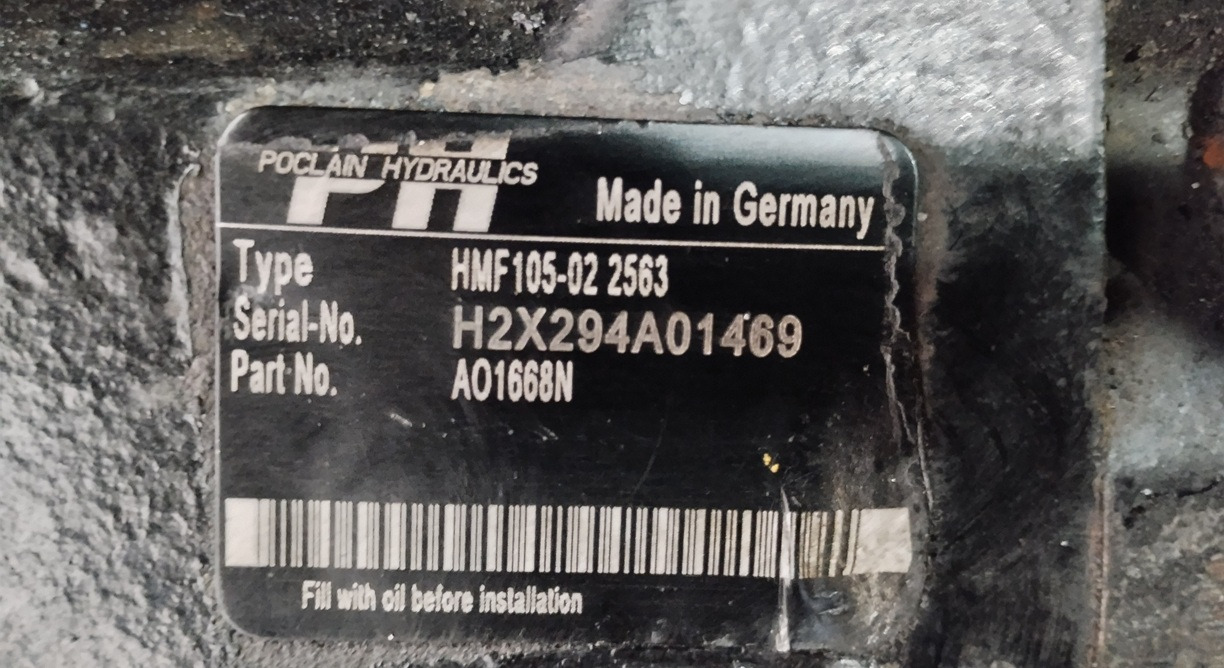 PH
POCLAIN HYDRAULICS
Made in Germany
Type HMF105-02 2563
Serial-No. H2X294A01469
Part No. AO1668N
Fill with oil before installation